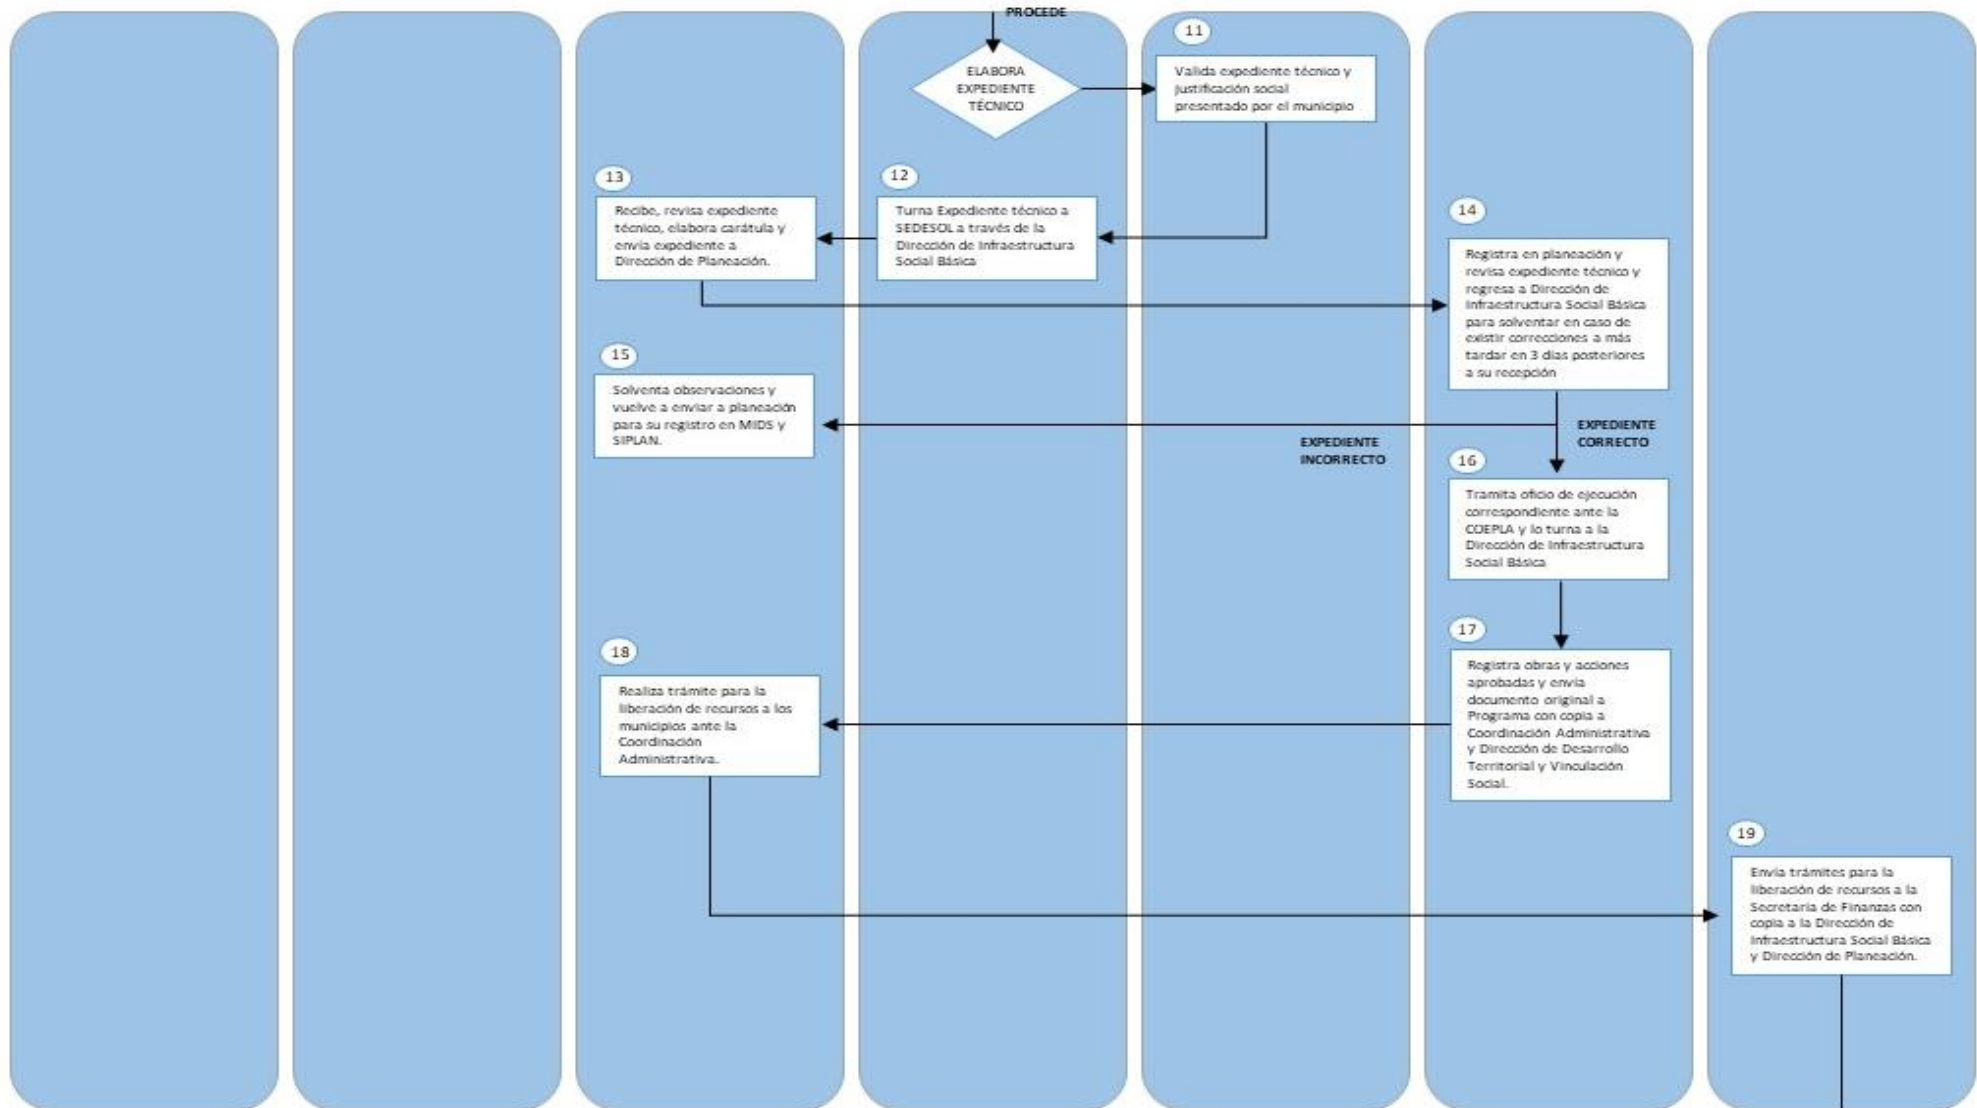 PROCEDE
ELABORA
EXPEDIENTE
TÉCNICO
11
Valida expediente técnico y
justificación social
presentado por el municipio
12
Turna Expediente técnico a
SEDESOL a través de la
Dirección de Infraestructura
Social Básica
13
Recibe, revisa expediente
técnico, elabora carátula y
envía expediente a
Dirección de Planeación.
14
Registra en planeación y
revisa expediente técnico y
regresa a Dirección de
Infraestructura Social Básica
para solventar en caso de
existir correcciones a más
tardar en 3 días posteriores
a su recepción
15
Solventa observaciones y
vuelve a enviar a planeación
para su registro en MIDS y
SIPLAN.
EXPEDIENTE
INCORRECTO
EXPEDIENTE
CORRECTO
16
Tramita oficio de ejecución
correspondiente ante la
COEPLA y lo turna a la
Dirección de Infraestructura
Social Básica
17
Registra obras y acciones
aprobadas y envía
documento original a
Programa con copia a
Coordinación Administrativa
y Dirección de Desarrollo
Territorial y Vinculación
Social.
18
Realiza trámite para la
liberación de recursos a los
municipios ante la
Coordinación
Administrativa.
19
Envía trámites para la
liberación de recursos a la
Secretaría de Finanzas con
copia a la Dirección de
Infraestructura Social Básica
y Dirección de Planeación.